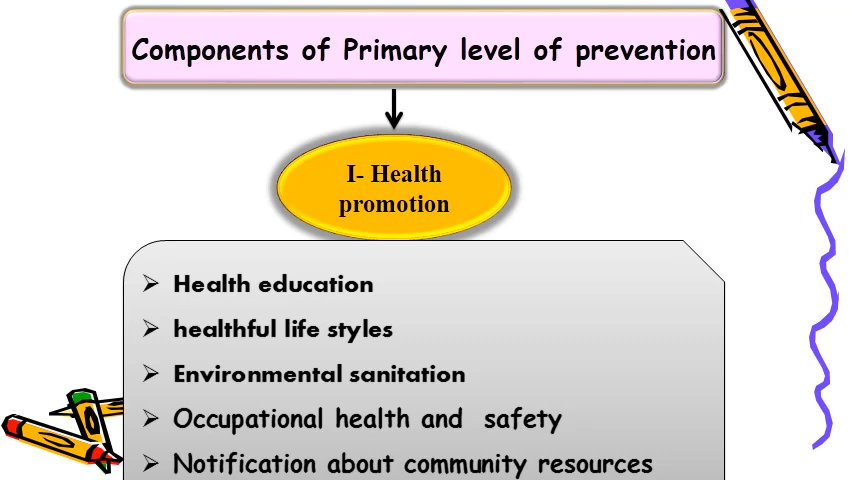 Components of Primary level of prevention
I- Health
promotion
➢ Health education
➢ healthful life styles
➢ Environmental sanitation
➢ Occupational health and safety
➢ Notification about community resources